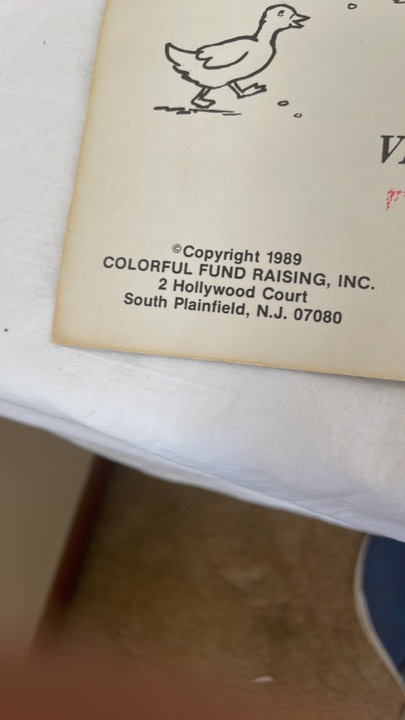 ©Copyright 1989
COLORFUL FUND RAISING, INC.
2 Hollywood Court
South Plainfield, N.J. 07080